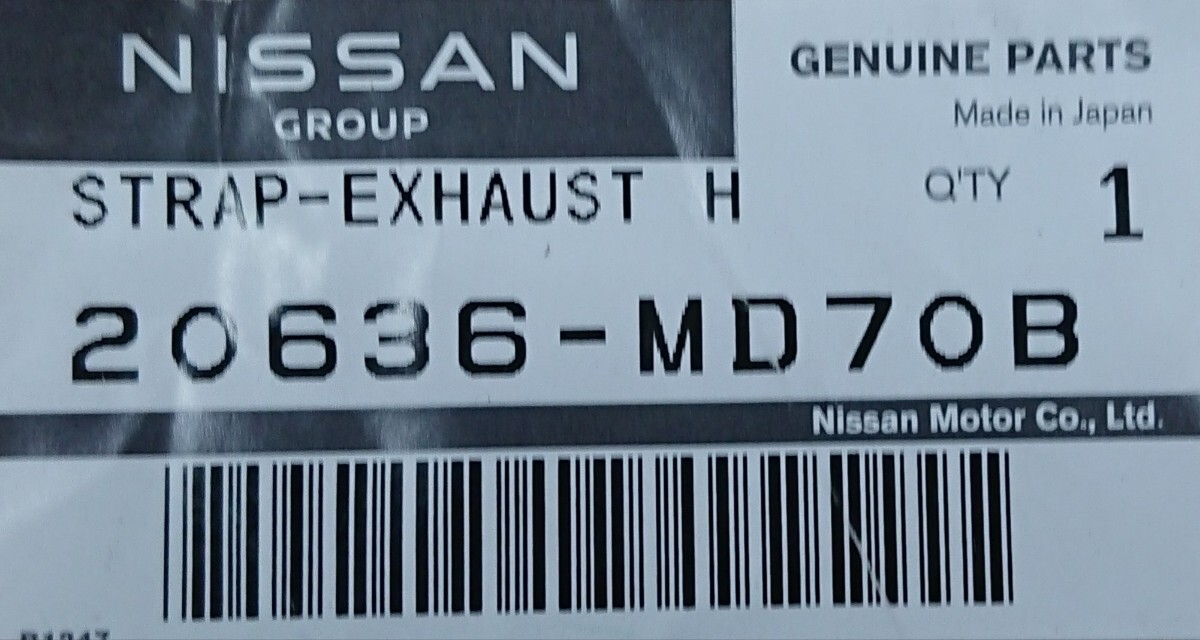 NISSAN
GROUP
GENUINE PARTS
Made in Japan
STRAP-EXHAUST H
Q'TY 1
20636-MD70B
Nissan Motor Co., Ltd.